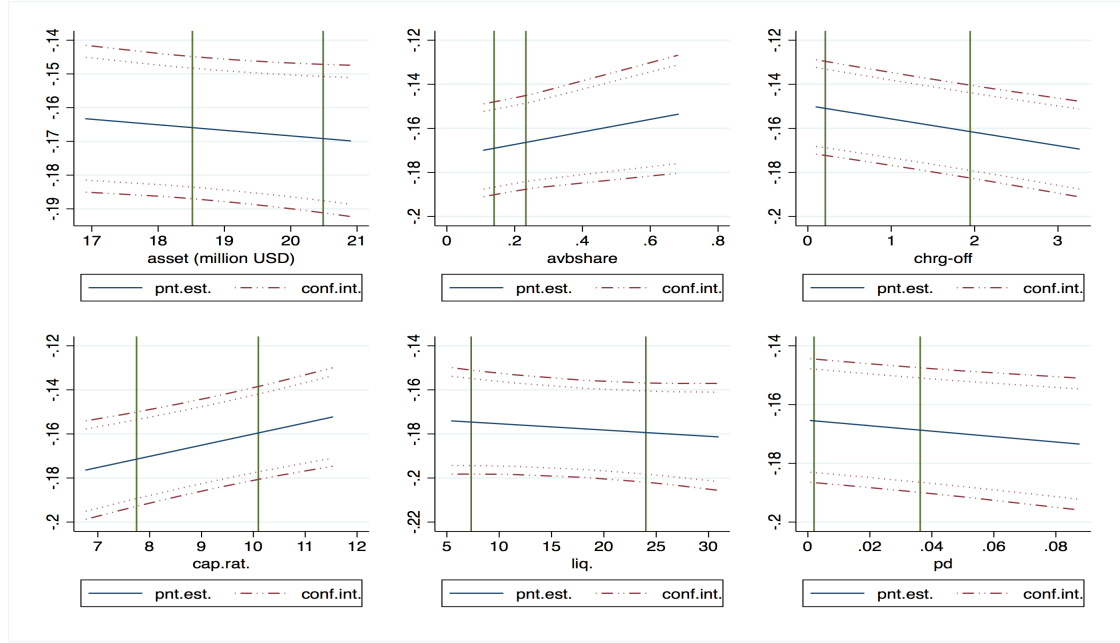 -.14
-.15
-.16
-.17
-.18
-.19
17 18 19 20 21
asset (million USD)
pnt.est. conf.int.
-.12
-.14
-.16
-.18
-.2
0 .2 .4 .6 .8
avbshare
pnt.est. conf.int.
-.12
-.14
-.16
-.18
-.2
0 1 2 3
chrg-off
pnt.est. conf.int.
-.12
-.14
-.16
-.18
-.2
7 8 9 10 11 12
cap.rat.
pnt.est. conf.int.
-.14
-.16
-.18
-.2
-.22
5 10 15 20 25 30
liq.
pnt.est. conf.int.
-.14
-.16
-.18
-.2
0 .02 .04 .06 .08
pd
pnt.est. conf.int.